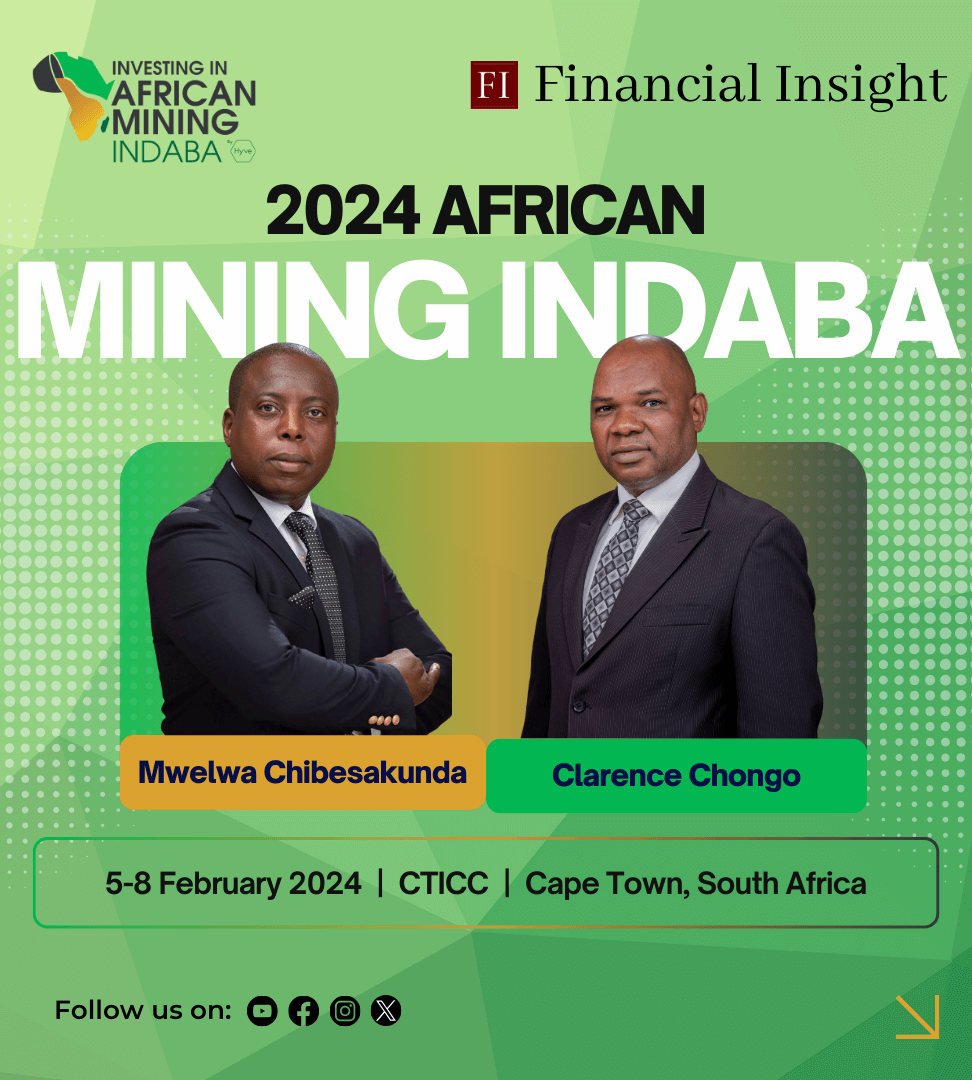 INVESTING IN
AFRICAN
MINING
INDABA By Hyve
FI Financial Insight
2024 AFRICAN
MINING INDABA
Mwelwa Chibesakunda
Clarence Chongo
5-8 February 2024 | CTICC | Cape Town, South Africa
Follow us on: